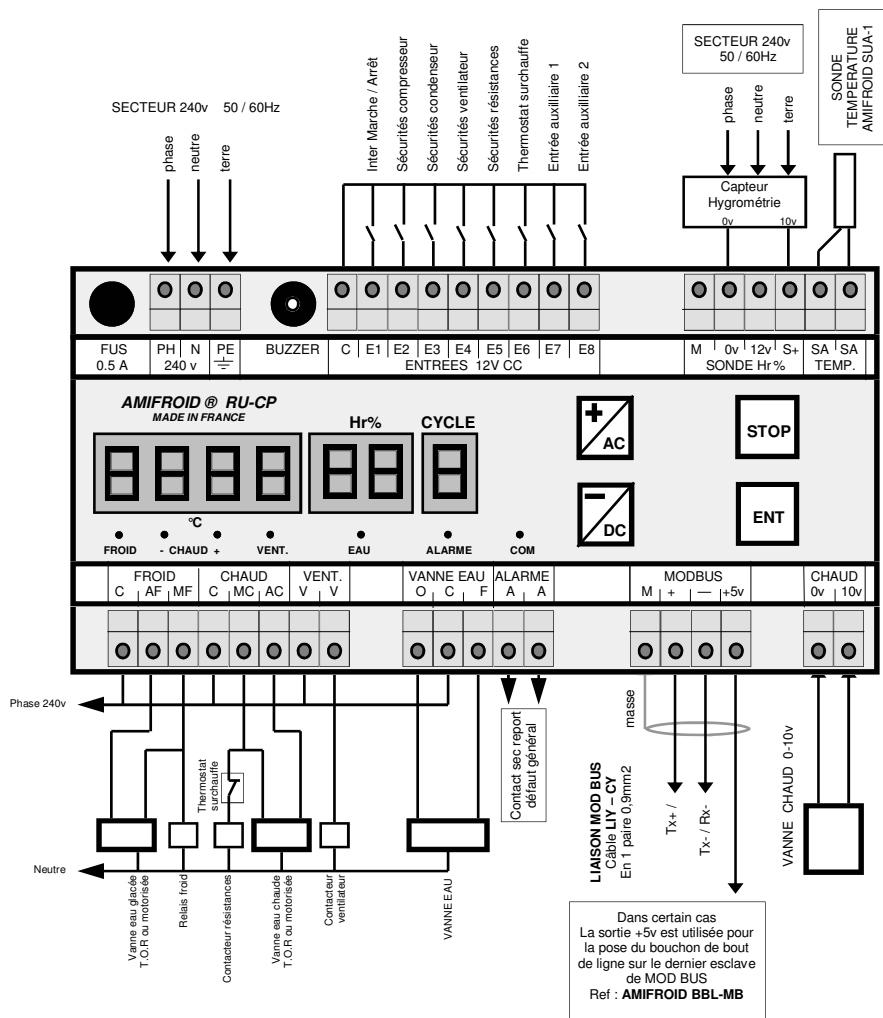 SECTEUR 240v 50 / 60Hz
phase
neutre
terre
Inter Marche / Arrêt
Sécurités compresseur
Sécurités condenseur
Sécurités ventilateur
Sécurités résistances
Thermostat surchauffe
Entrée auxilliaire 1
Entrée auxilliaire 2
SECTEUR 240v
50 / 60Hz
phase
neutre
terre
Capteur
Hygrométrie
0v 10v
SONDE
TEMPERATURE
AMIFROID SUA-1
FUS
0.5 A
PH N PE
240 v
BUZZER
C E1 E2 E3 E4 E5 E6 E7 E8
ENTREES 12V CC
M 0v 12v S+
SONDE Hr %
SA SA
TEMP.
AMIFROID ® RU-CP
MADE IN FRANCE
Hr%
CYCLE
°C
FROID
- CHAUD +
VENT.
EAU
ALARME
COM
+
AC
STOP
−
DC
ENT
FROID
C AF MF
CHAUD
C MC AC
VENT.
V V
VANNE EAU
O C F
ALARME
A A
MODBUS
M + — +5v
CHAUD
0v 10v
Phase 240v
Thermostat
surchauffe
Neutre
Vanne eau glacée
T.O.R ou motorisée
Relais froid
Contacteur résistances
Vanne eau chaude
T.O.R ou motorisée
Contacteur
ventilateur
VANNE EAU
Contact sec report
défaut général
masse
LIAISON MOD BUS
Câble LIY – CY
En 1 paire 0,9mm2
Tx+ /
Tx- / Rx-
VANNE CHAUD 0-10v
Dans certain cas
La sortie +5v est utilisée pour
la pose du bouchon de bout
de ligne sur le dernier esclave
de MOD BUS
Ref : AMIFROID BBL-MB